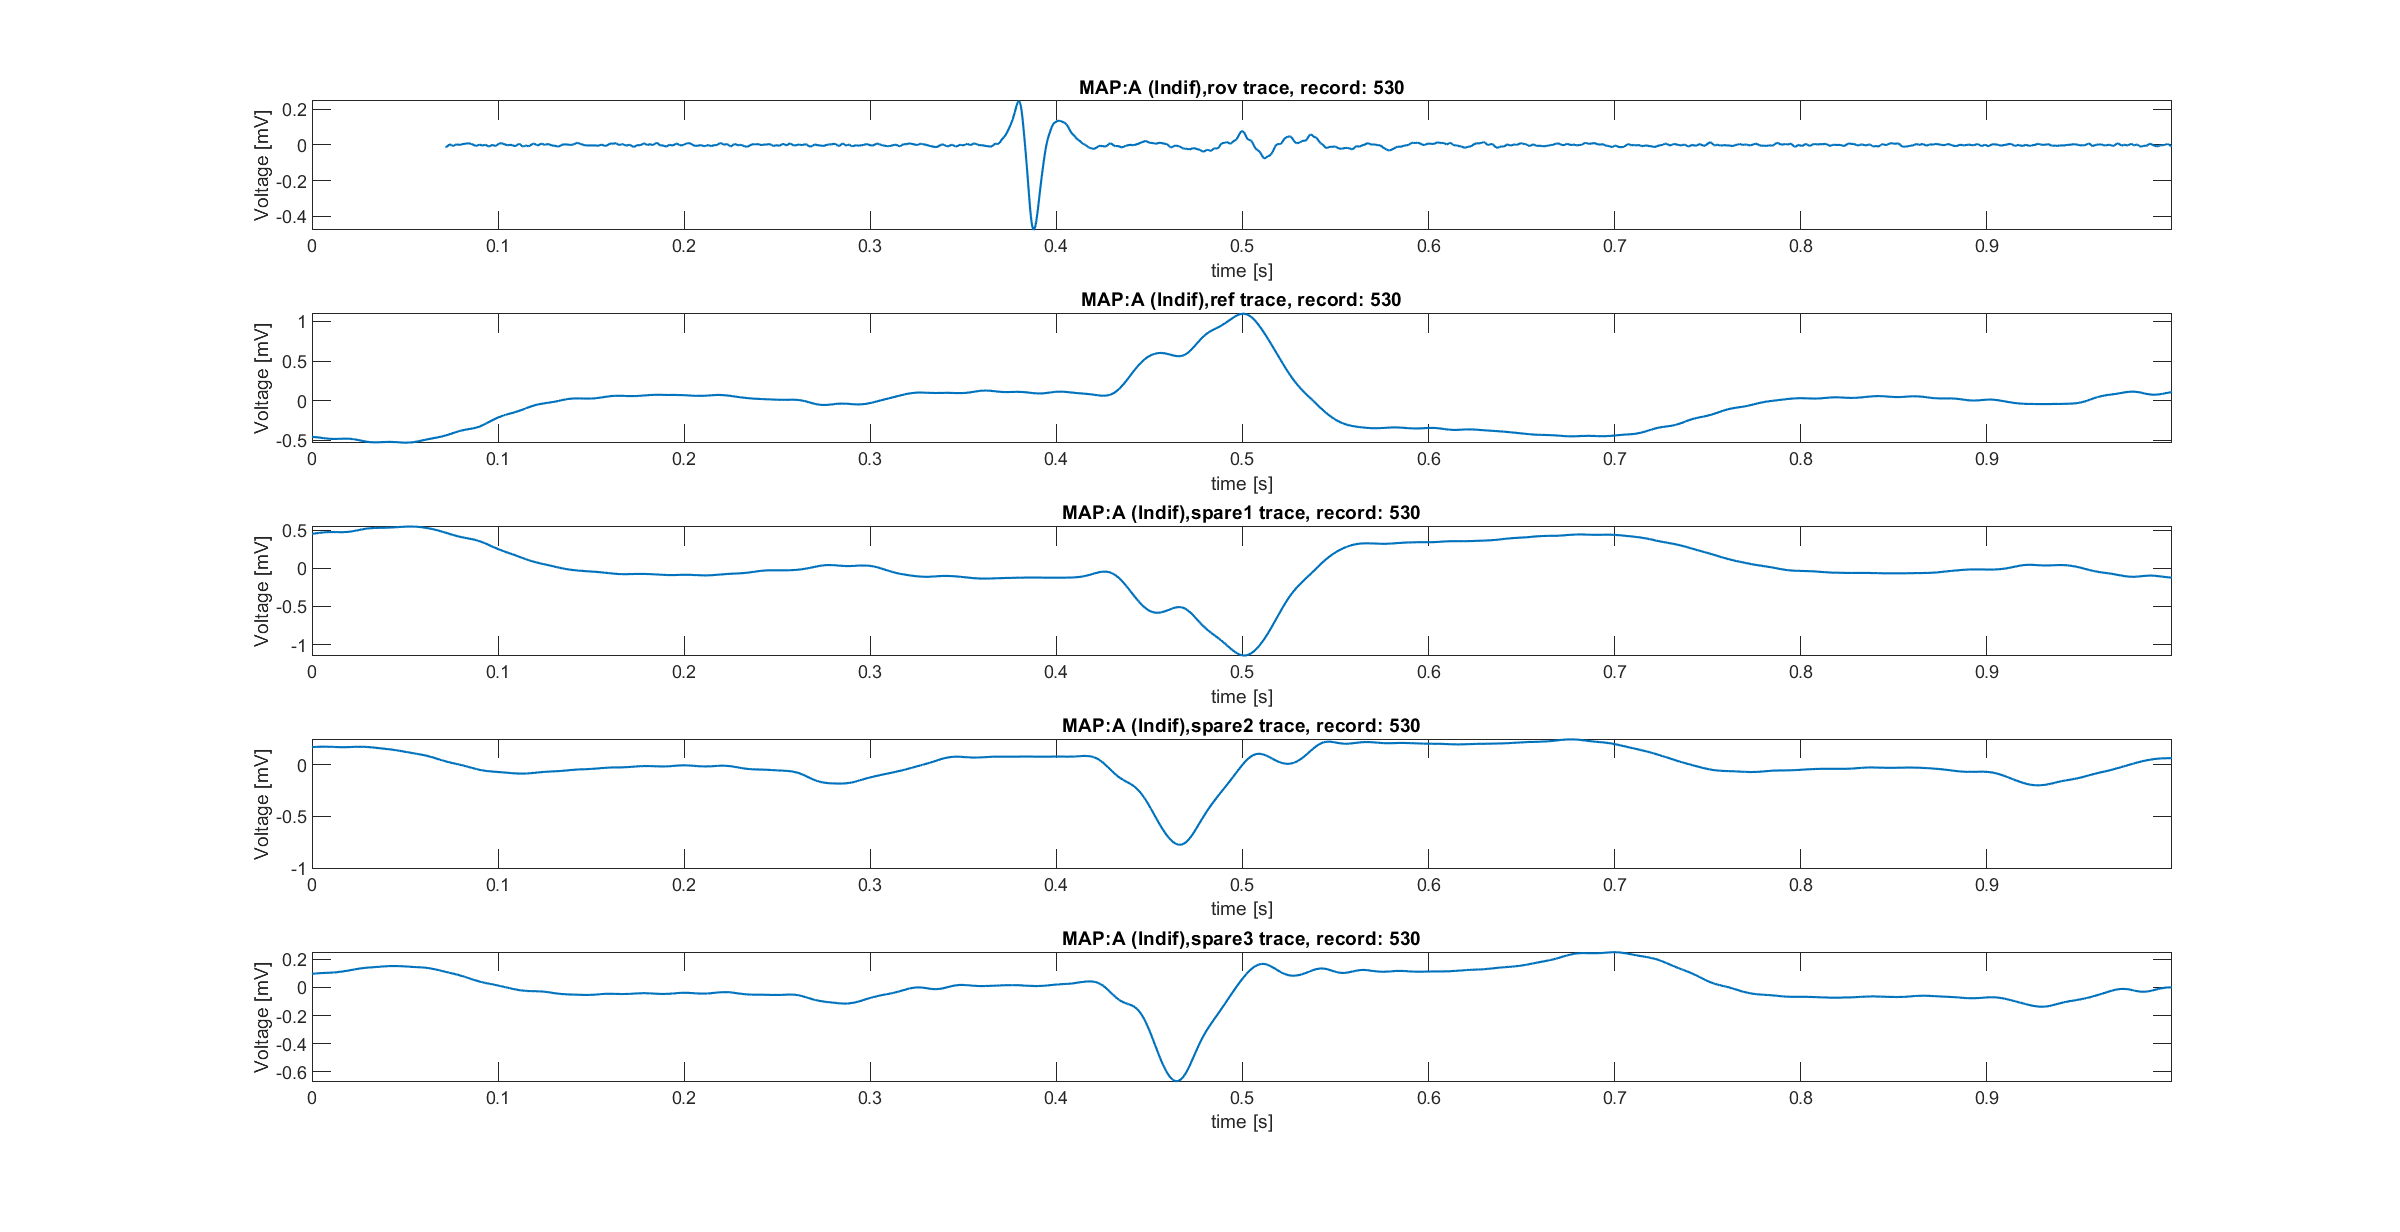 MAP:A (Indif),rov trace, record: 530
Voltage [mV]
0.2
0
-0.2
-0.4
0 0.1 0.2 0.3 0.4 0.5 0.6 0.7 0.8 0.9
time [s]
MAP:A (Indif),ref trace, record: 530
Voltage [mV]
1
0.5
0
-0.5
0 0.1 0.2 0.3 0.4 0.5 0.6 0.7 0.8 0.9
time [s]
MAP:A (Indif),spare1 trace, record: 530
Voltage [mV]
0.5
0
-0.5
-1
0 0.1 0.2 0.3 0.4 0.5 0.6 0.7 0.8 0.9
time [s]
MAP:A (Indif),spare2 trace, record: 530
Voltage [mV]
0
-0.5
-1
0 0.1 0.2 0.3 0.4 0.5 0.6 0.7 0.8 0.9
time [s]
MAP:A (Indif),spare3 trace, record: 530
Voltage [mV]
0.2
0
-0.2
-0.4
-0.6
0 0.1 0.2 0.3 0.4 0.5 0.6 0.7 0.8 0.9
time [s]